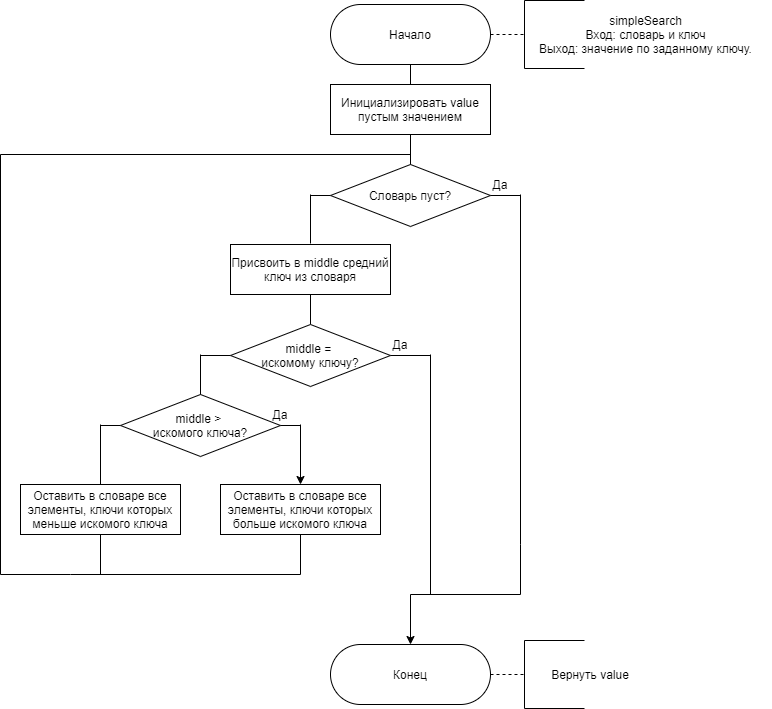 Начало
simpleSearch
Вход: словарь и ключ
Выход: значение по заданному ключу.
Инициализировать value
пустым значением
Словарь пуст?
Да
Присвоить в middle средний
ключ из словаря
middle =
искомому ключу?
Да
middle >
искомого ключа?
Да
Оставить в словаре все
элементы, ключи которых
меньше искомого ключа
Оставить в словаре все
элементы, ключи которых
больше искомого ключа
Конец
Вернуть value